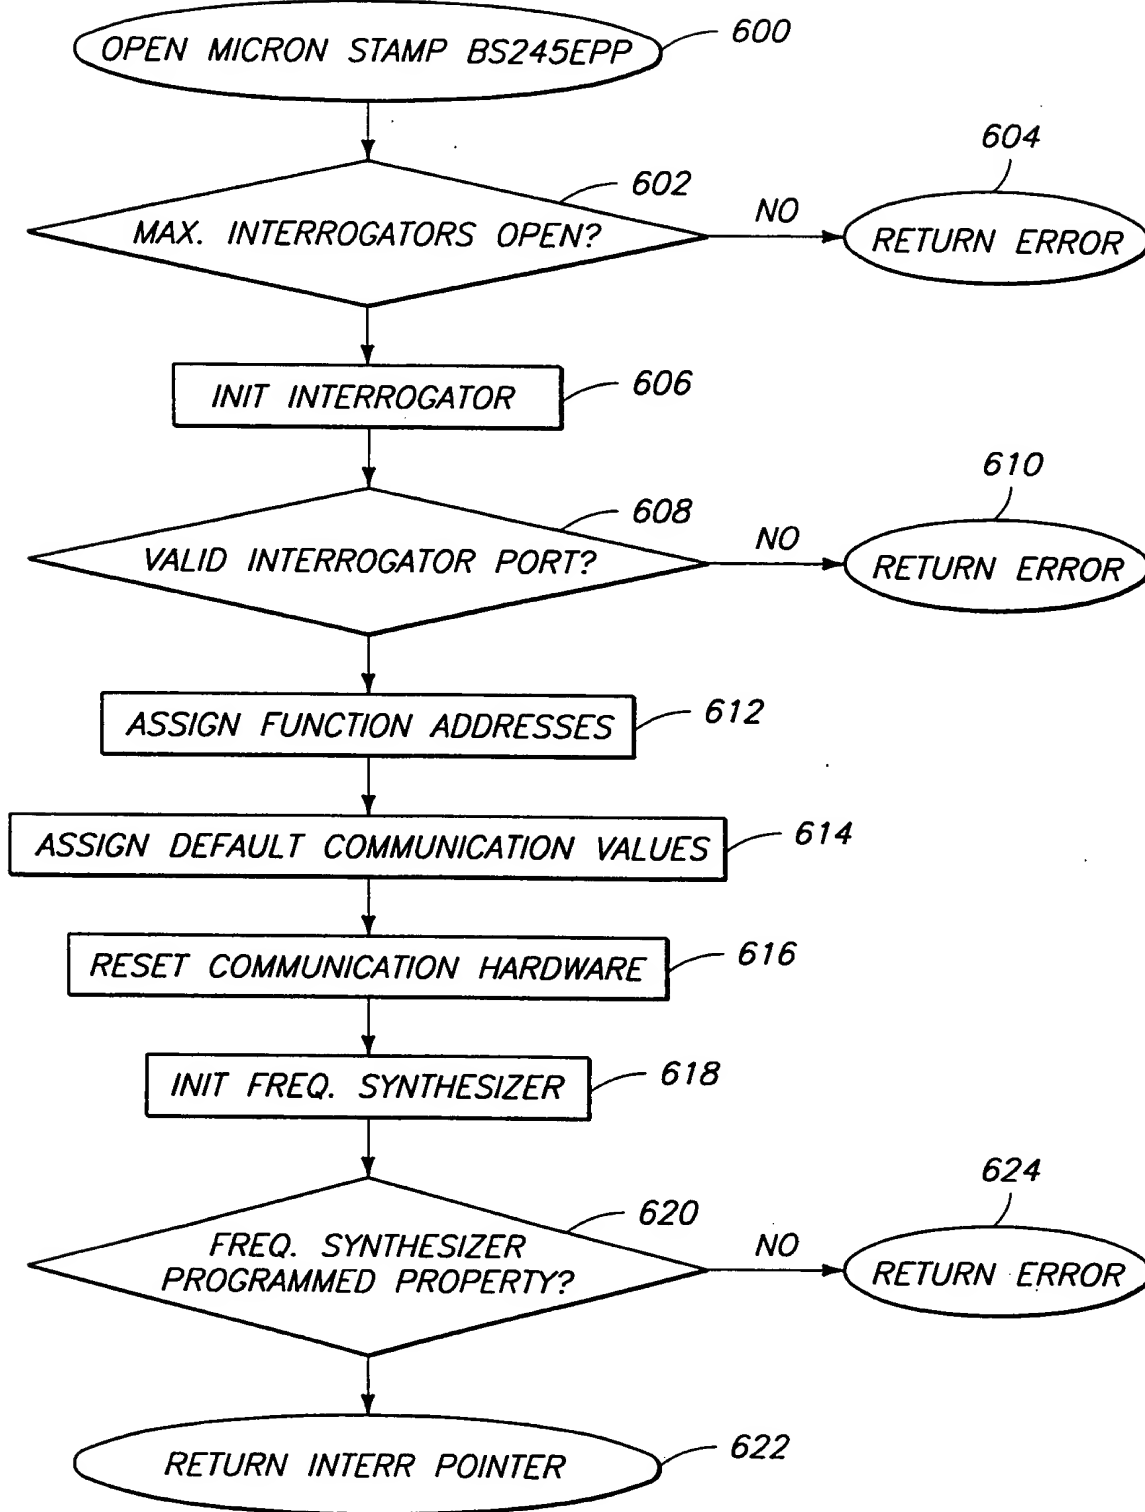 OPEN MICRON STAMP BS245EPP
600
602
604
MAX. INTERROGATORS OPEN?
NO
RETURN ERROR
INIT INTERROGATOR
606
608
610
VALID INTERROGATOR PORT?
NO
RETURN ERROR
ASSIGN FUNCTION ADDRESSES
612
ASSIGN DEFAULT COMMUNICATION VALUES
614
RESET COMMUNICATION HARDWARE
616
INIT FREQ. SYNTHESIZER
618
620
624
FREQ. SYNTHESIZER
PROGRAMMED PROPERTY?
NO
RETURN ERROR
RETURN INTERR POINTER
622